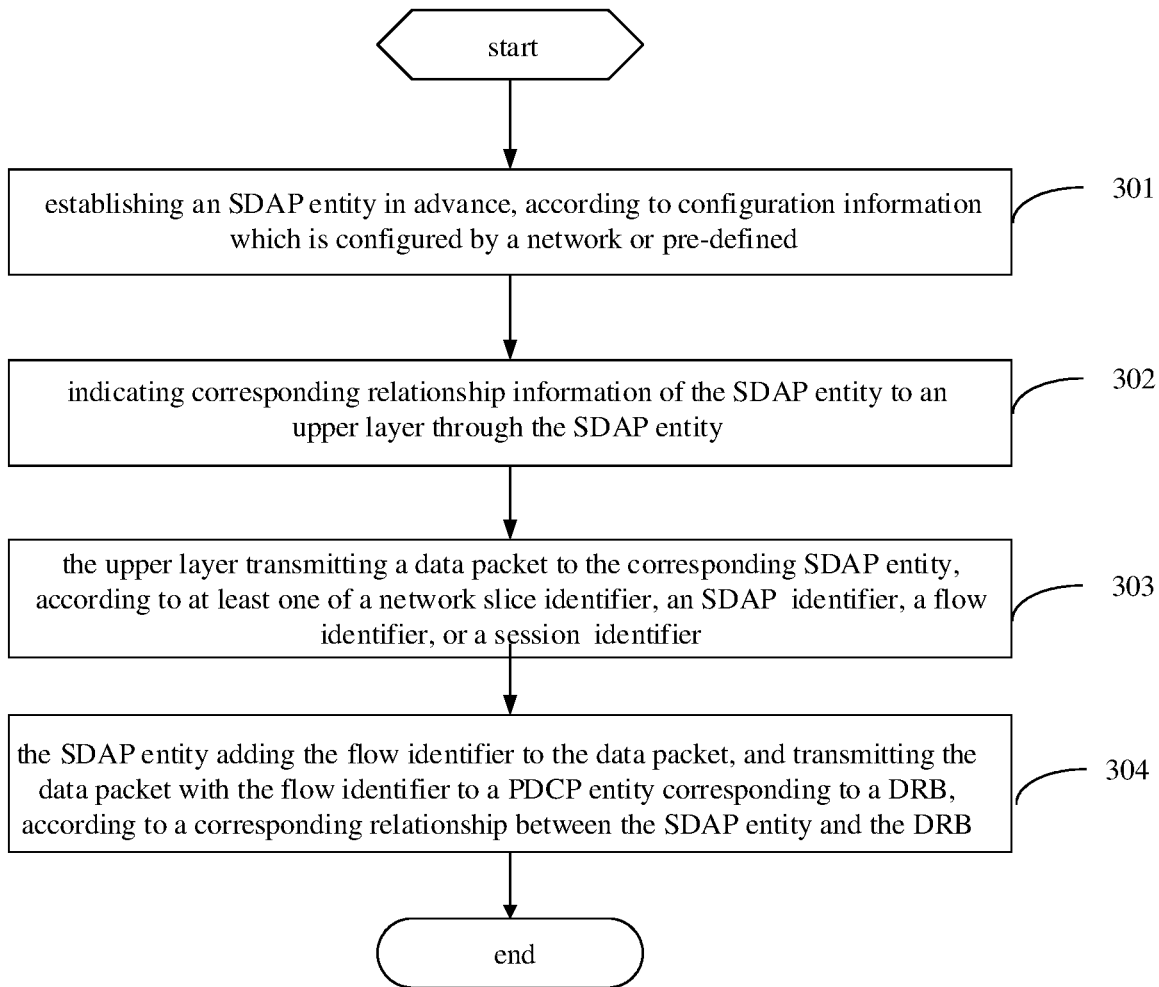 start
establishing an SDAP entity in advance, according to configuration information
which is configured by a network or pre-defined
301
indicating corresponding relationship information of the SDAP entity to an
upper layer through the SDAP entity
302
the upper layer transmitting a data packet to the corresponding SDAP entity,
according to at least one of a network slice identifier, an SDAP identifier, a flow
identifier, or a session identifier
303
the SDAP entity adding the flow identifier to the data packet, and transmitting the
data packet with the flow identifier to a PDCP entity corresponding to a DRB,
according to a corresponding relationship between the SDAP entity and the DRB
304
end